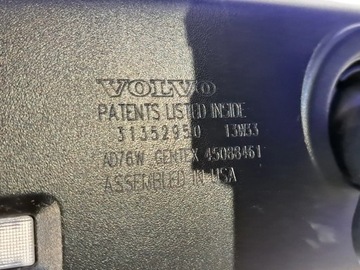 VOLVO
PATENTS LISTED INSIDE
31352950 13W33
AD76W GENTEX 45088461
ASSEMBLED IN USA